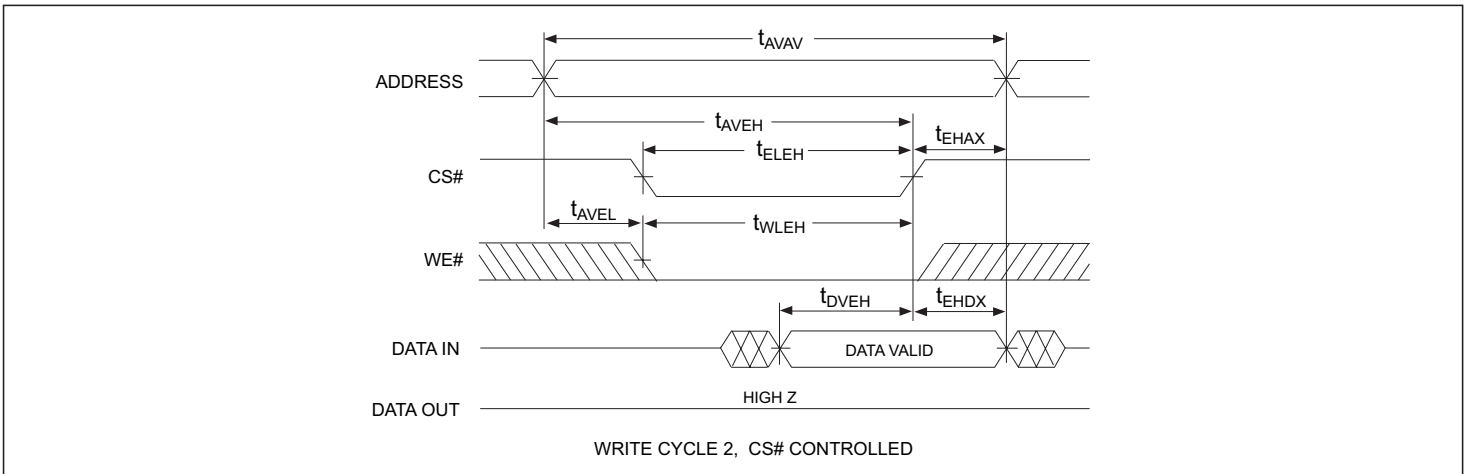 tAVAV
ADDRESS
tAVEH
tELEH
tEHAX
CS#
tAVEL
tWLEH
WE#
tDVEH
tEHDX
DATA IN
DATA VALID
DATA OUT
HIGH Z
WRITE CYCLE 2, CS# CONTROLLED